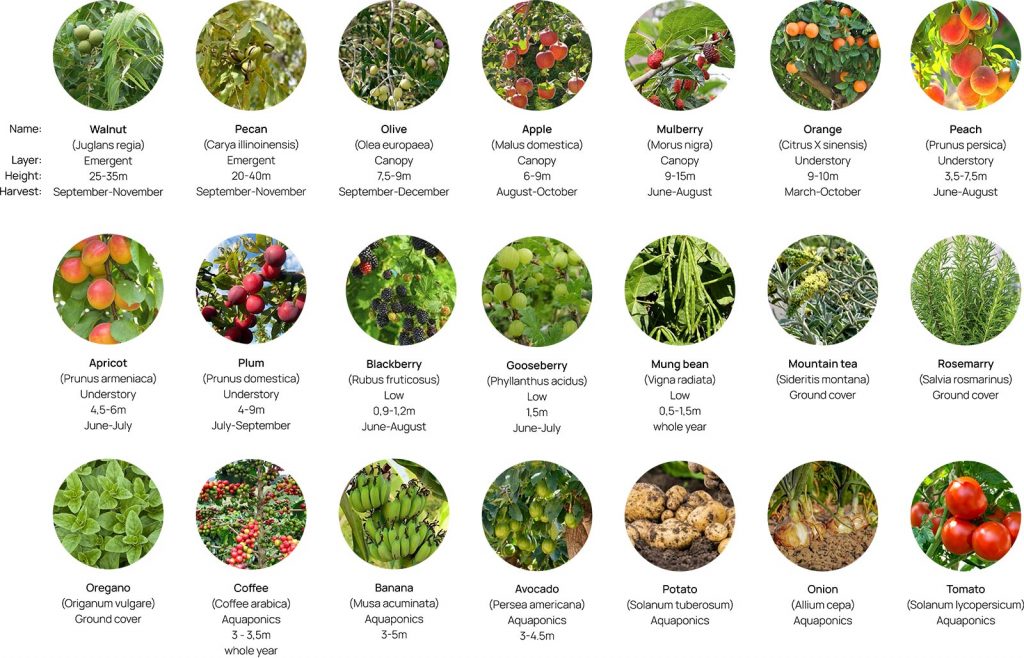 Name: Walnut Pecan Olive Apple Mulberry Orange Peach
(Juglans regia) (Carya illinoinensis) (Olea europaea) (Malus domestica) (Morus nigra) (Citrus X sinensis) (Prunus persica)
Layer: Emergent Emergent Canopy Canopy Canopy Understory Understory
Height: 25-35m 20-40m 7,5-9m 6-9m 9-15m 9-10m 3,5-7,5m
Harvest: September-November September-November September-December August-October June-August March-October June-August
Apricot Plum Blackberry Gooseberry Mung bean Mountain tea Rosemarry
(Prunus armeniaca) (Prunus domestica) (Rubus fruticosus) (Phyllanthus acidus) (Vigna radiata) (Sideritis montana) (Salvia rosmarinus)
Understory Understory Low Low Low Ground cover Ground cover
4,5-6m 4-9m 0,9-1,2m 1,5m 0,5-1,5m
June-July July-September June-August June-July whole year
Oregano Coffee Banana Avocado Potato Onion Tomato
(Origanum vulgare) (Coffee arabica) (Musa acuminata) (Persea americana) (Solanum tuberosum) (Allium cepa) (Solanum lycopersicum)
Ground cover Aquaponics Aquaponics Aquaponics Aquaponics Aquaponics Aquaponics
3 - 3,5m 3-5m 3-4.5m
whole year